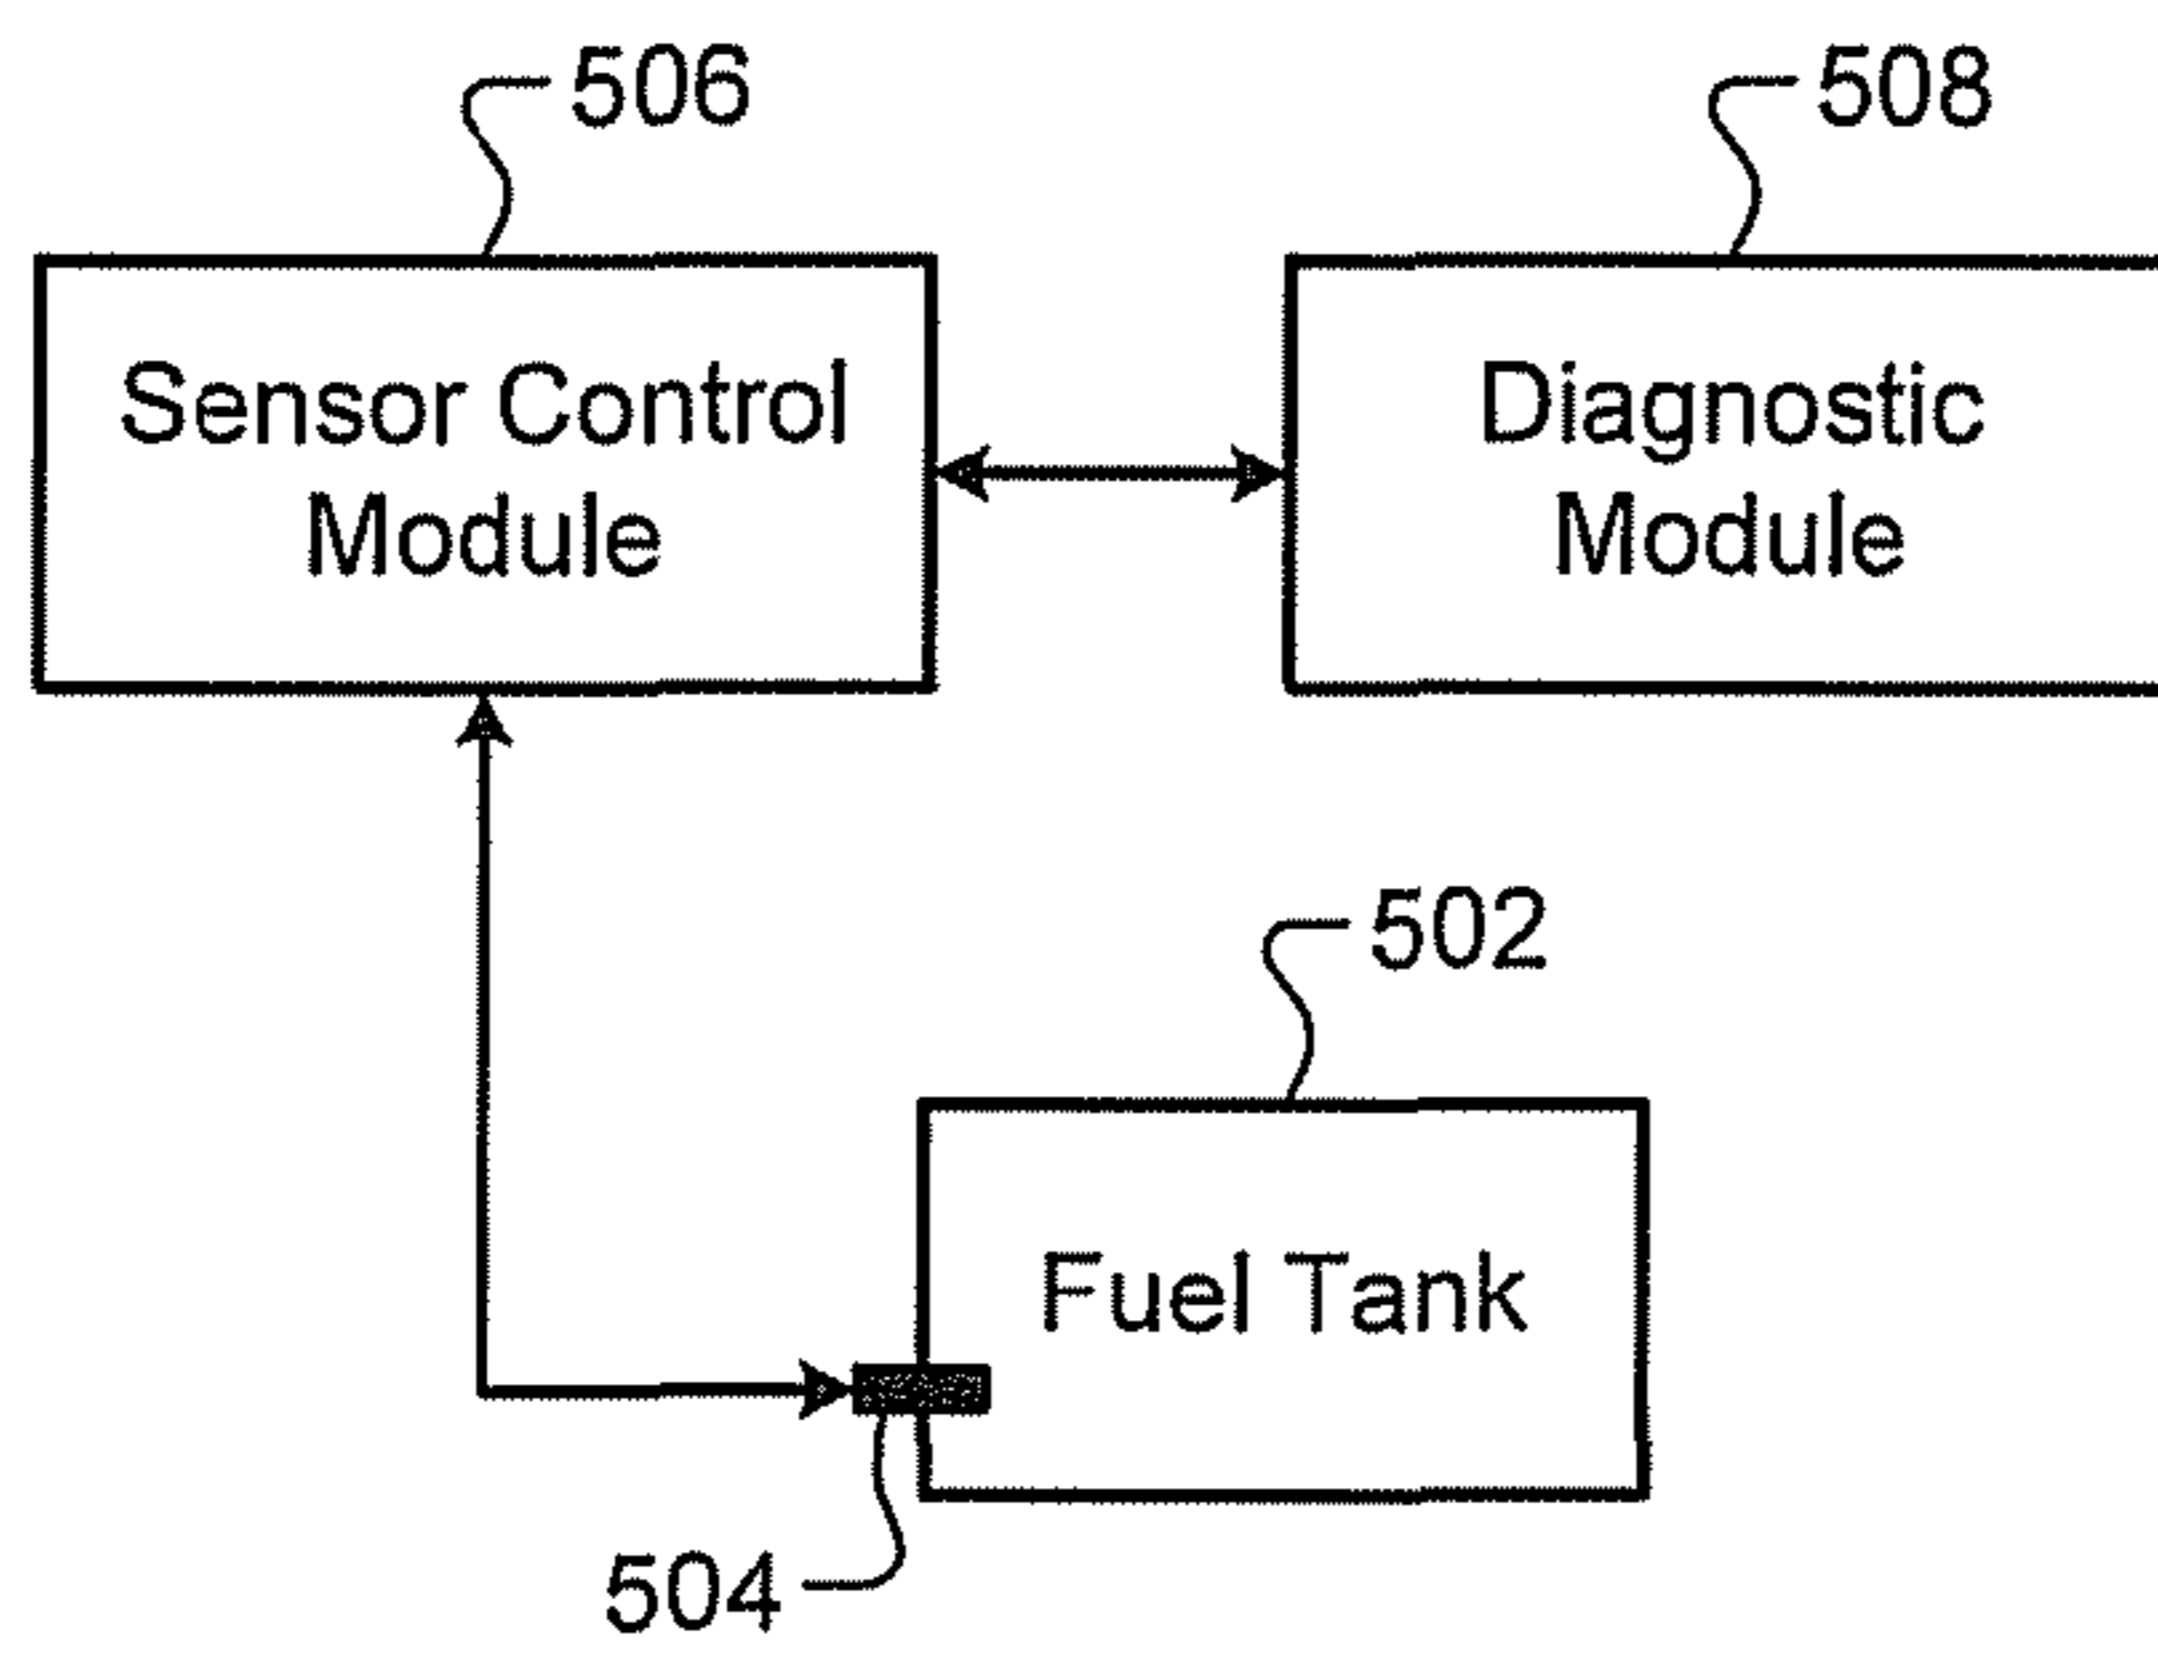 506
508
Sensor Control
Module
Diagnostic
Module
502
Fuel Tank
504